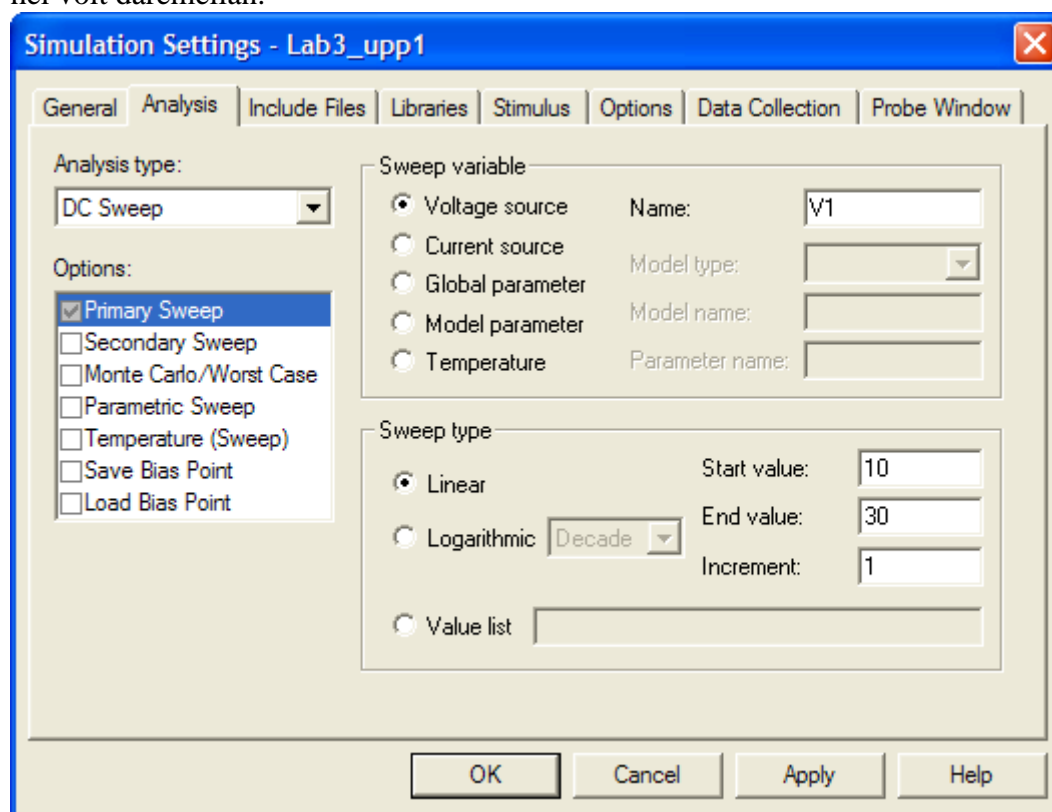 hel volt däremellan.
Simulation Settings - Lab3_upp1
General Analysis Include Files Libraries Stimulus Options Data Collection Probe Window
Analysis type:
DC Sweep
Options:
Primary Sweep
Secondary Sweep
Monte Carlo/Worst Case
Parametric Sweep
Temperature (Sweep)
Save Bias Point
Load Bias Point
Sweep variable
Voltage source
Current source
Global parameter
Model parameter
Temperature
Name: V1
Model type:
Model name:
Parameter name:
Sweep type
Linear
Logarithmic Decade
Value list
Start value: 10
End value: 30
Increment: 1
OK Cancel Apply Help